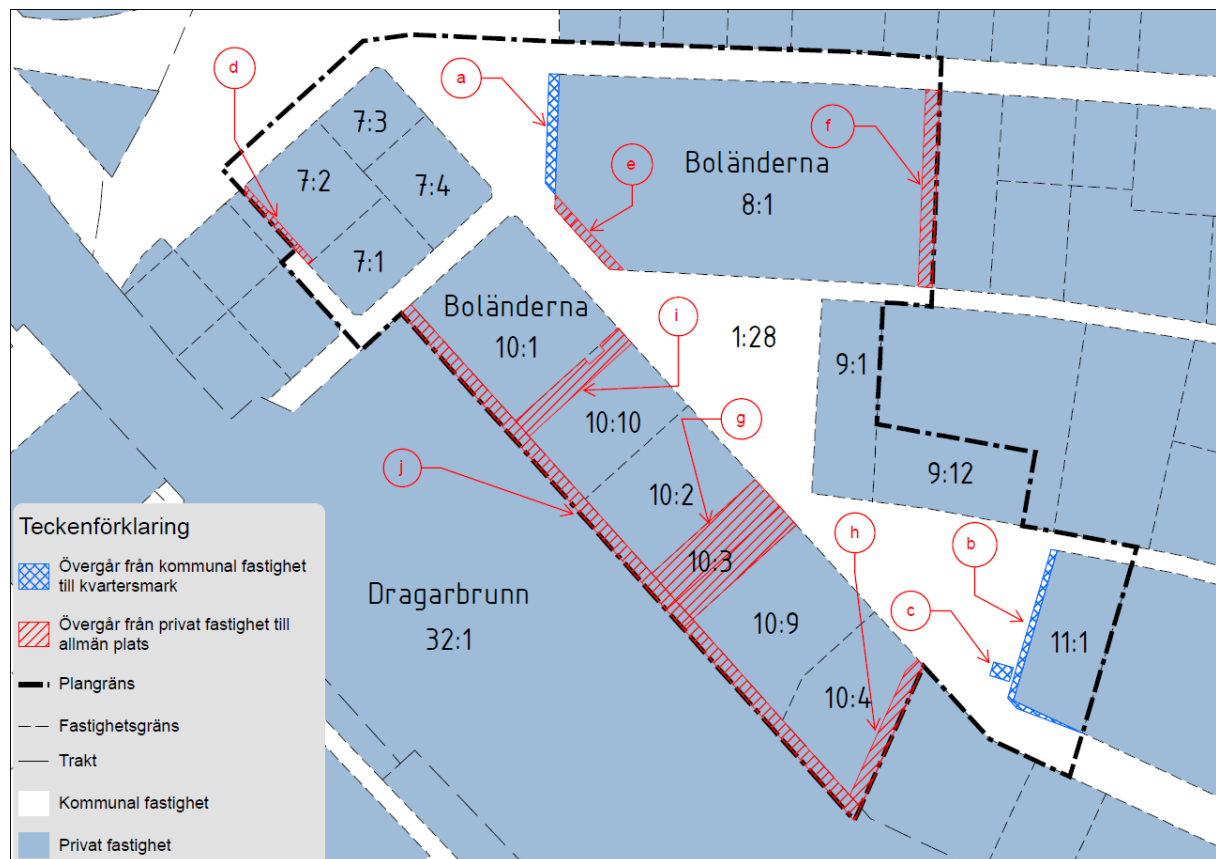 d
a
7:3
f
7:2
e
Boländerna
7:4
8:1
7:1
Boländerna
i
1:28
10:1
9:1
10:10
g
j
10:2
9:12
Teckenförklaring
Övergår från kommunal fastighet
till kvartersmark
Övergår från privat fastighet till
allmän plats
Plangräns
Fastighetsgräns
Trakt
Kommunal fastighet
Privat fastighet
h
b
10:3
Dragarbrunn
32:1
c
10:9
11:1
10:4